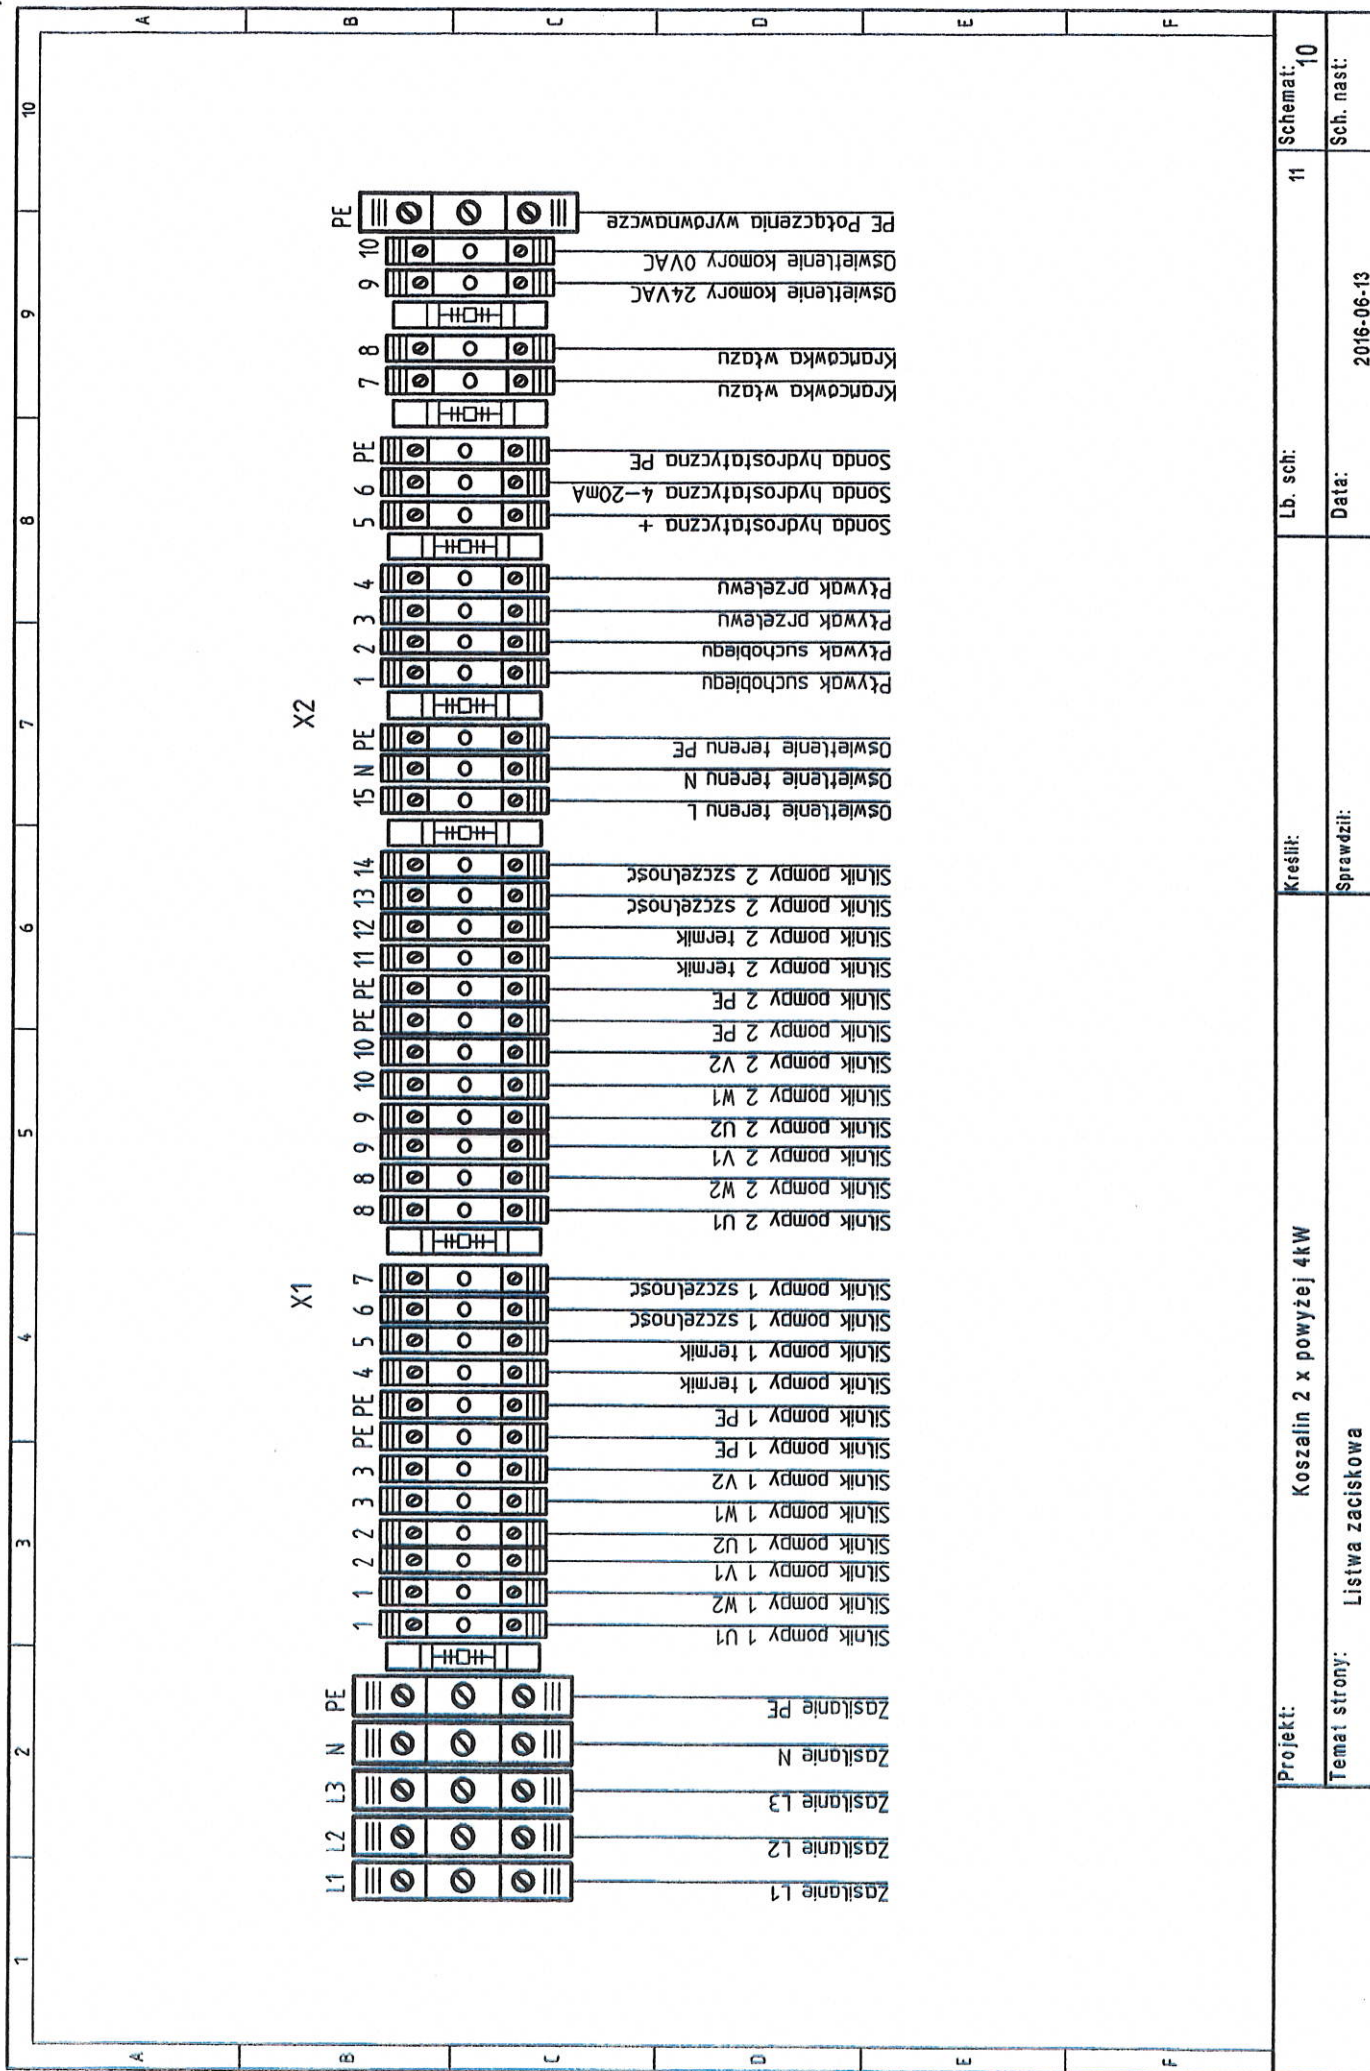 1
2
3
4
5
6
7
8
9
10
A
B
C
D
E
F
X1
X2
L1
L2
L3
N
PE
1
1
2
2
3
3
PE
PE
4
5
6
7
8
8
9
9
10
10
PE
PE
11
12
13
14
15
N
PE
1
2
3
4
5
6
PE
7
8
9
10
PE
Zasilanie L1
Zasilanie L2
Zasilanie L3
Zasilanie N
Zasilanie PE
Silnik pompy 1 U1
Silnik pompy 1 W2
Silnik pompy 1 V1
Silnik pompy 1 U2
Silnik pompy 1 W1
Silnik pompy 1 V2
Silnik pompy 1 PE
Silnik pompy 1 PE
Silnik pompy 1 termik
Silnik pompy 1 termik
Silnik pompy 1 szczelność
Silnik pompy 1 szczelność
Silnik pompy 2 U1
Silnik pompy 2 W2
Silnik pompy 2 V1
Silnik pompy 2 U2
Silnik pompy 2 W1
Silnik pompy 2 V2
Silnik pompy 2 PE
Silnik pompy 2 PE
Silnik pompy 2 termik
Silnik pompy 2 termik
Silnik pompy 2 szczelność
Silnik pompy 2 szczelność
Oświetlenie terenu L
Oświetlenie terenu N
Oświetlenie terenu PE
Pływak suchobiegu
Pływak suchobiegu
Pływak przelewu
Pływak przelewu
Sonda hydrostatyczna +
Sonda hydrostatyczna 4-20mA
Sonda hydrostatyczna PE
Krańcówka włazu
Krańcówka włazu
Oświetlenie komory 24VAC
Oświetlenie komory 0VAC
PE Połączenia wyrównawcze
A
B
C
D
E
F
Projekt:
Koszalin 2 x powyżej 4kW
Kreślił:
Lb. sch:
11
Schemat:
10
Temat strony:
Listwa zaciskowa
Sprawdził:
Data:
2016-06-13
Sch. nast: